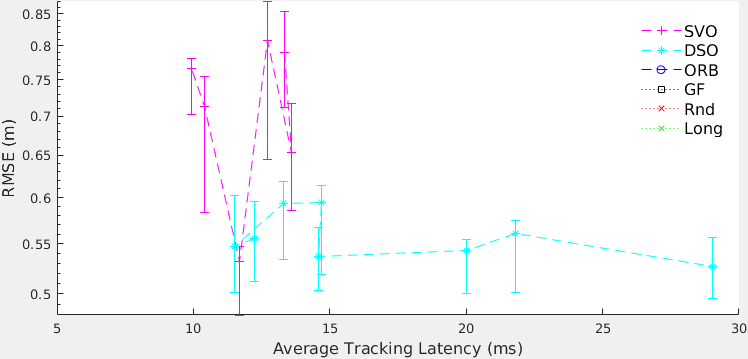 0.85
0.8
0.75
0.7
0.65
0.6
0.55
0.5
RMSE (m)
SVO
DSO
ORB
GF
Rnd
Long
5 10 15 20 25 30
Average Tracking Latency (ms)